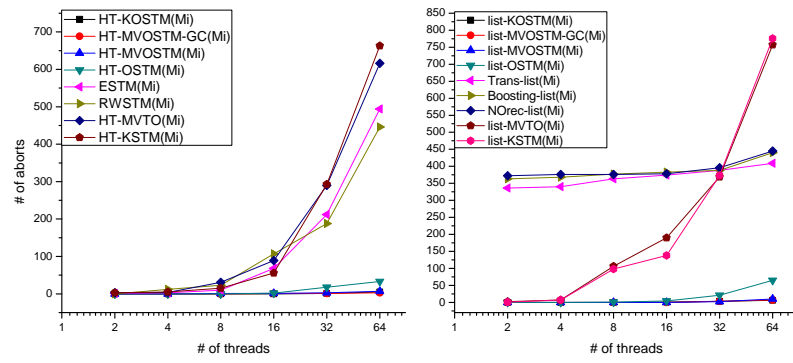 HT-KOSTM(Mi)
HT-MVOSTM-GC(Mi)
HT-MVOSTM(Mi)
HT-OSTM(Mi)
ESTM(Mi)
RWSTM(Mi)
HT-MVTO(Mi)
HT-KSTM(Mi)
# of aborts
700
600
500
400
300
200
100
0
1 2 4 8 16 32 64
# of threads
list-KOSTM(Mi)
list-MVOSTM-GC(Mi)
list-MVOSTM(Mi)
list-OSTM(Mi)
Trans-list(Mi)
Boosting-list(Mi)
NOrec-list(Mi)
list-MVTO(Mi)
list-KSTM(Mi)
# of aborts
850
800
750
700
650
600
550
500
450
400
350
300
250
200
150
100
50
0
1 2 4 8 16 32 64
# of threads